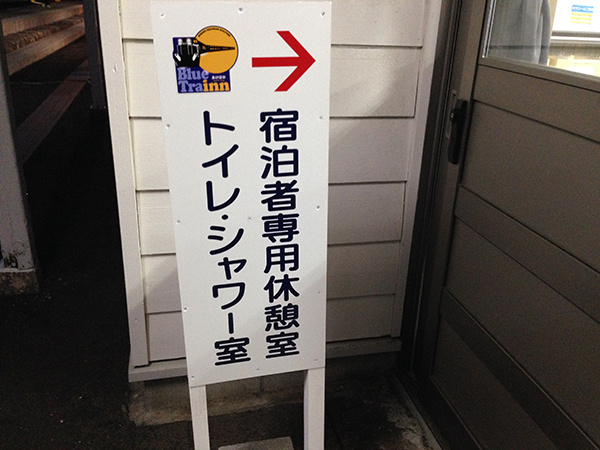 Blue
Trainn
宿泊者専用休憩室
トイレ・シャワー室